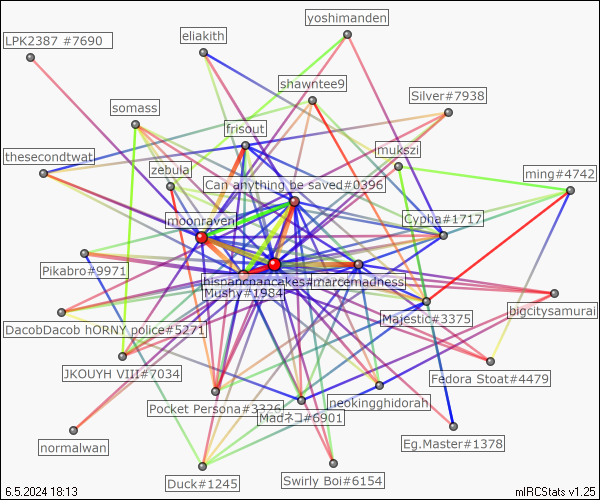 yoshimanden
LPK2387 #7690
eliakith
shawntee9
Silver#7938
somass
frisout
thesecondtwat
zebula
mukszi
ming#4742
Can anything be saved#0396
moonraven
Cypha#1717
Pikabro#9971
marcemadness
Mushy#1984
bigcitysamurai
DacobDacob hORNY police#5271
Majestic#3375
JKOUYH VIII#7034
Fedora Stoat#4479
Pocket Persona#3326
neokingghidorah
Madネコ#6901
normalwan
Eg.Master#1378
Duck#1245
Swirly Boi#6154
6.5.2024 18:13
mIRCStats v1.25